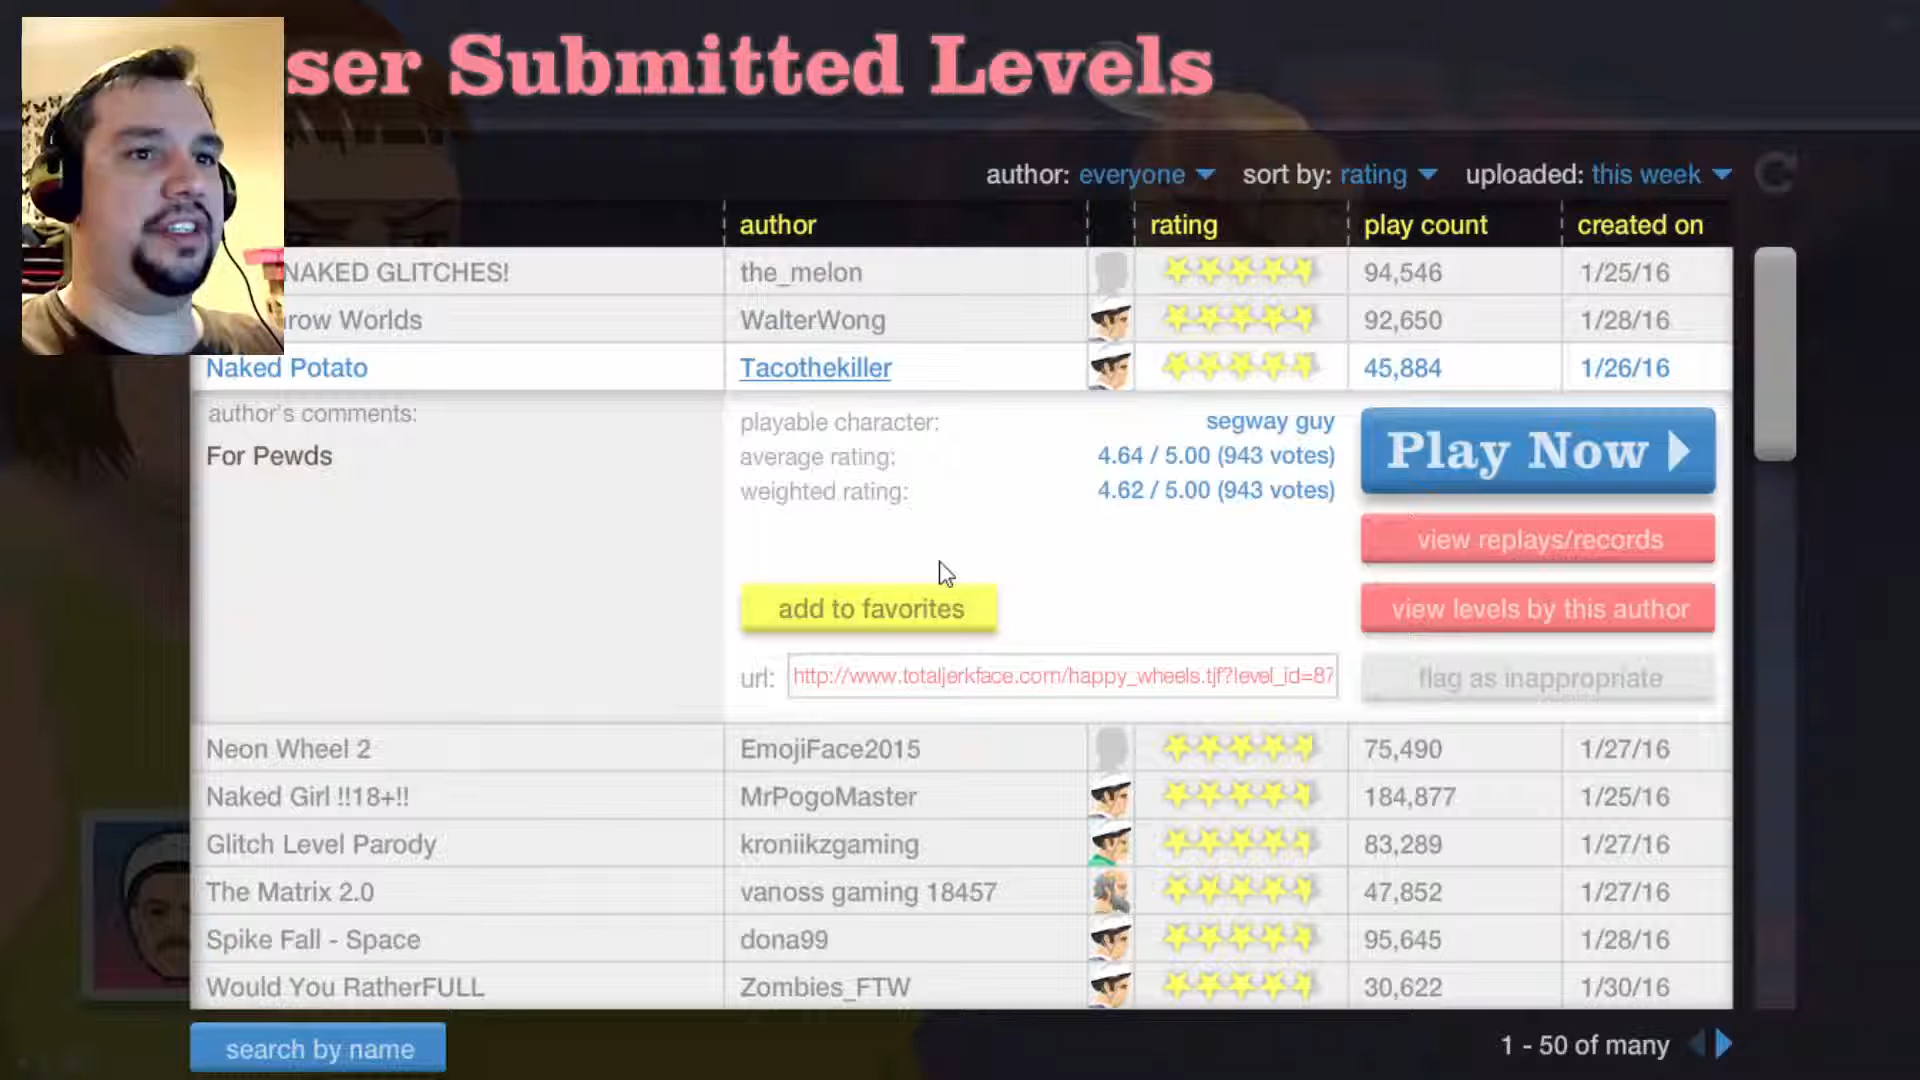 ser Submitted Levels
author: everyone sort by: rating uploaded: this week
author rating play count created on
NAKED GLITCHES! the_melon 94,546 1/25/16
row Worlds WalterWong 92,650 1/28/16
Naked Potato Tacothekiller 45,884 1/26/16
author's comments:
For Pewds
playable character: segway guy
average rating: 4.64 / 5.00 (943 votes)
weighted rating: 4.62 / 5.00 (943 votes)
Play Now
view replays/records
add to favorites
view levels by this author
url: http://www.totaljerkface.com/happy_wheels.tjf?level_id=87
flag as inappropriate
Neon Wheel 2 EmojiFace2015 75,490 1/27/16
Naked Girl !!18+!! MrPogoMaster 184,877 1/25/16
Glitch Level Parody kroniikzgaming 83,289 1/27/16
The Matrix 2.0 vanoss gaming 18457 47,852 1/27/16
Spike Fall - Space dona99 95,645 1/28/16
Would You RatherFULL Zombies_FTW 30,622 1/30/16
search by name
1 - 50 of many